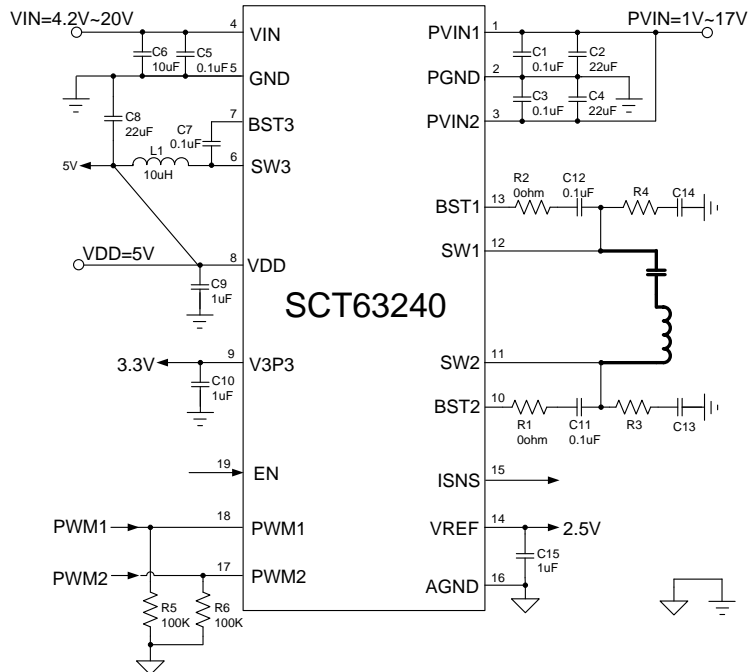 VIN=4.2V~20V
PVIN=1V~17V
4
VIN
PVIN1
1
C6
10uF
C5
0.1uF
C1
0.1uF
C2
22uF
5
GND
PGND
2
C3
0.1uF
C4
22uF
C8
22uF
7
BST3
PVIN2
3
C7
0.1uF
5V
L1
10uH
6
SW3
R2
0ohm
C12
0.1uF
R4
C14
BST1
13
SW1
12
VDD=5V
8
VDD
C9
1uF
SCT63240
3.3V
9
V3P3
SW2
11
C10
1uF
BST2
10
R1
0ohm
C11
0.1uF
R3
C13
19
EN
ISNS
15
PWM1
18
PWM1
VREF
14
2.5V
PWM2
17
PWM2
C15
1uF
AGND
16
R5
100K
R6
100K